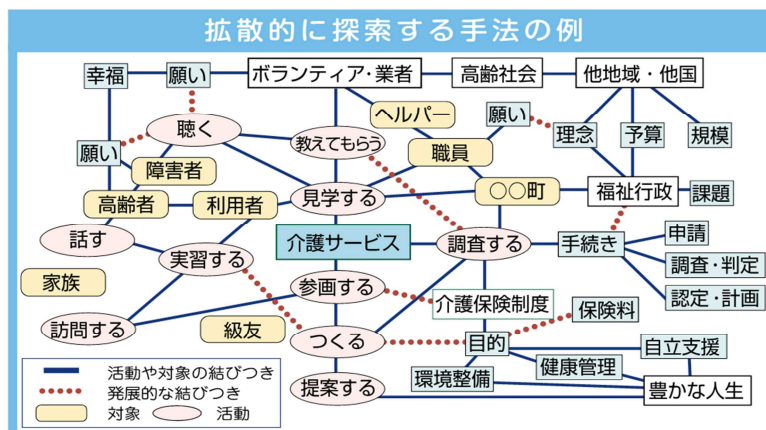 拡散的に探索する手法の例
幸福
願い
ボランティア・業者
高齢社会
他地域・他国
聴く
ヘルパー
願い
教えてもらう
理念
予算
規模
願い
職員
障害者
高齢者
利用者
見学する
○○町
福祉行政
課題
話す
実習する
介護サービス
調査する
手続き
申請
調査・判定
家族
参画する
介護保険制度
保険料
認定・計画
訪問する
級友
つくる
目的
自立支援
環境整備
健康管理
提案する
豊かな人生
活動や対象の結びつき
発展的な結びつき
対象
活動